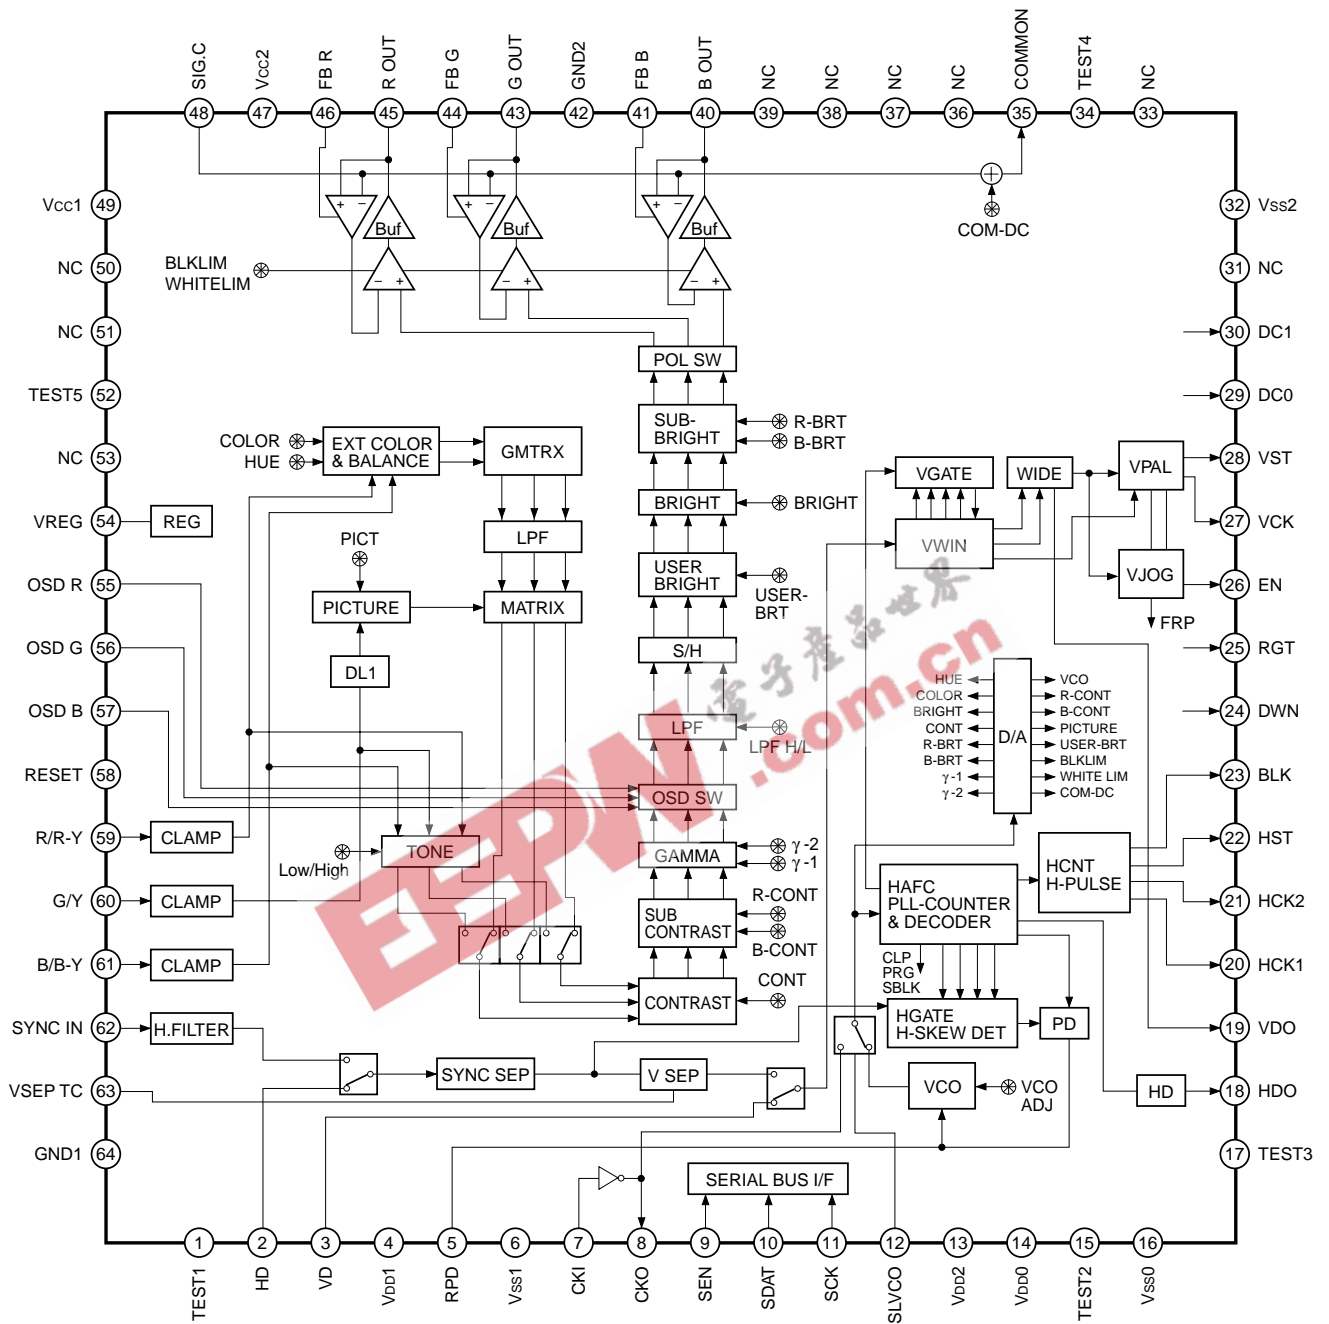 SIG.C
Vcc2
FB R
R OUT
FB G
G OUT
GND2
FB B
B OUT
NC
NC
NC
NC
COMMON
TEST4
NC
48 47 46 45 44 43 42 41 40 39 38 37 36 35 34 33
Vcc1 49
NC 50
NC 51
TEST5 52
NC 53
VREG 54
OSD R 55
OSD G 56
OSD B 57
RESET 58
R/R-Y 59
G/Y 60
B/B-Y 61
SYNC IN 62
VSEP TC 63
GND1 64
32 Vss2
31 NC
30 DC1
29 DC0
28 VST
27 VCK
26 EN
25 RGT
24 DWN
23 BLK
22 HST
21 HCK2
20 HCK1
19 VDO
18 HDO
17 TEST3
+ −
+ −
+ −
Buf
Buf
Buf
− +
− +
− +
+
COM-DC
BLKLIM
WHITELIM
POL SW
SUB-
BRIGHT
R-BRT
B-BRT
BRIGHT
BRIGHT
USER
BRIGHT
USER-
BRT
S/H
LPF
LPF H/L
OSD SW
GAMMA
γ-2
γ-1
SUB
CONTRAST
R-CONT
B-CONT
CONTRAST
CONT
COLOR
HUE
EXT COLOR
& BALANCE
GMTRX
LPF
MATRIX
REG
PICT
PICTURE
DL1
CLAMP
CLAMP
CLAMP
Low/High
TONE
H.FILTER
SYNC SEP
V SEP
VGATE
WIDE
VPAL
VWIN
VJOG
FRP
D/A
HUE
COLOR
BRIGHT
CONT
R-BRT
B-BRT
γ-1
γ-2
VCO
R-CONT
B-CONT
PICTURE
USER-BRT
BLKLIM
WHITE LIM
COM-DC
HAFC
PLL-COUNTER
& DECODER
HCNT
H-PULSE
CLP
PRG
SBLK
HGATE
H-SKEW DET
PD
VCO
VCO
ADJ
HD
SERIAL BUS I/F
EEPW.com.cn
電子產品世界
1 2 3 4 5 6 7 8 9 10 11 12 13 14 15 16
TEST1
HD
VD
VDD1
RPD
Vss1
CKI
CKO
SEN
SDAT
SCK
SLVCO
VDD2
VDD0
TEST2
Vss0